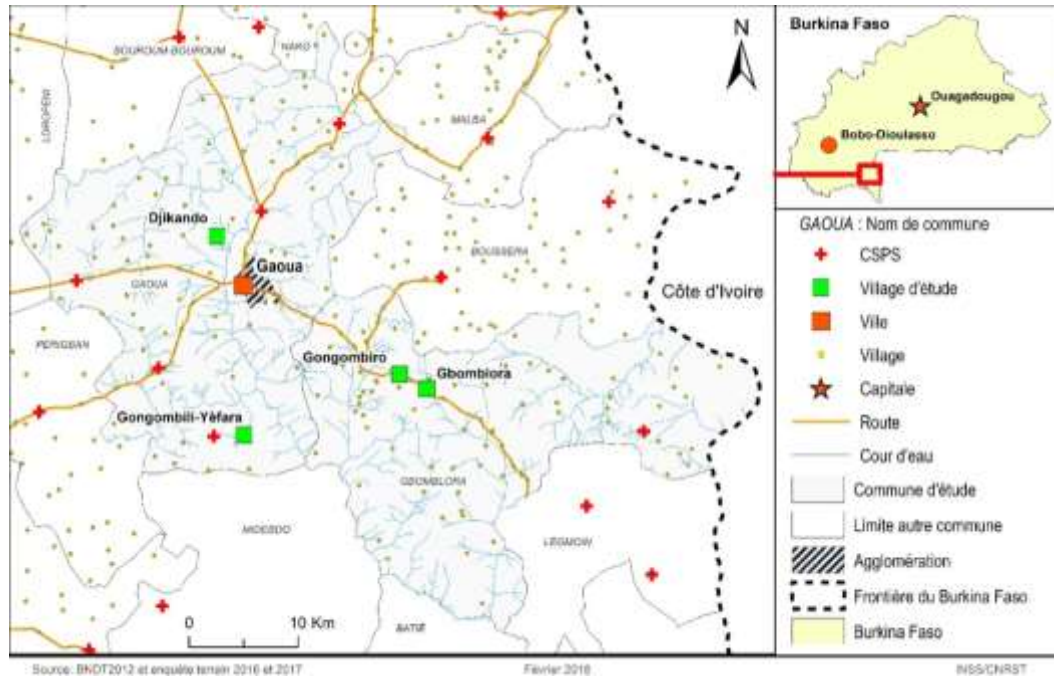 BOUROUM-BOUROUM
NAKO
LOROPENI
MALBA
N
Djikando
Gaoua
GAOUA
BOUSSERA
Côte d'Ivoire
PERIGBAN
Gongombiro
Gbombiora
Gongombili-Yèfara
GBOMBLORA
MIDEBDO
LEGMOIN
BATIÉ
0 10 Km
Burkina Faso
Ouagadougou
Bobo-Dioulasso
GAOUA : Nom de commune
CSPS
Village d'étude
Ville
Village
Capitale
Route
Cour d'eau
Commune d'étude
Limite autre commune
Agglomération
Frontière du Burkina Faso
Burkina Faso
Source: BNDT2012 et enquête terrain 2016 et 2017
Février 2018
INSS/CNRST